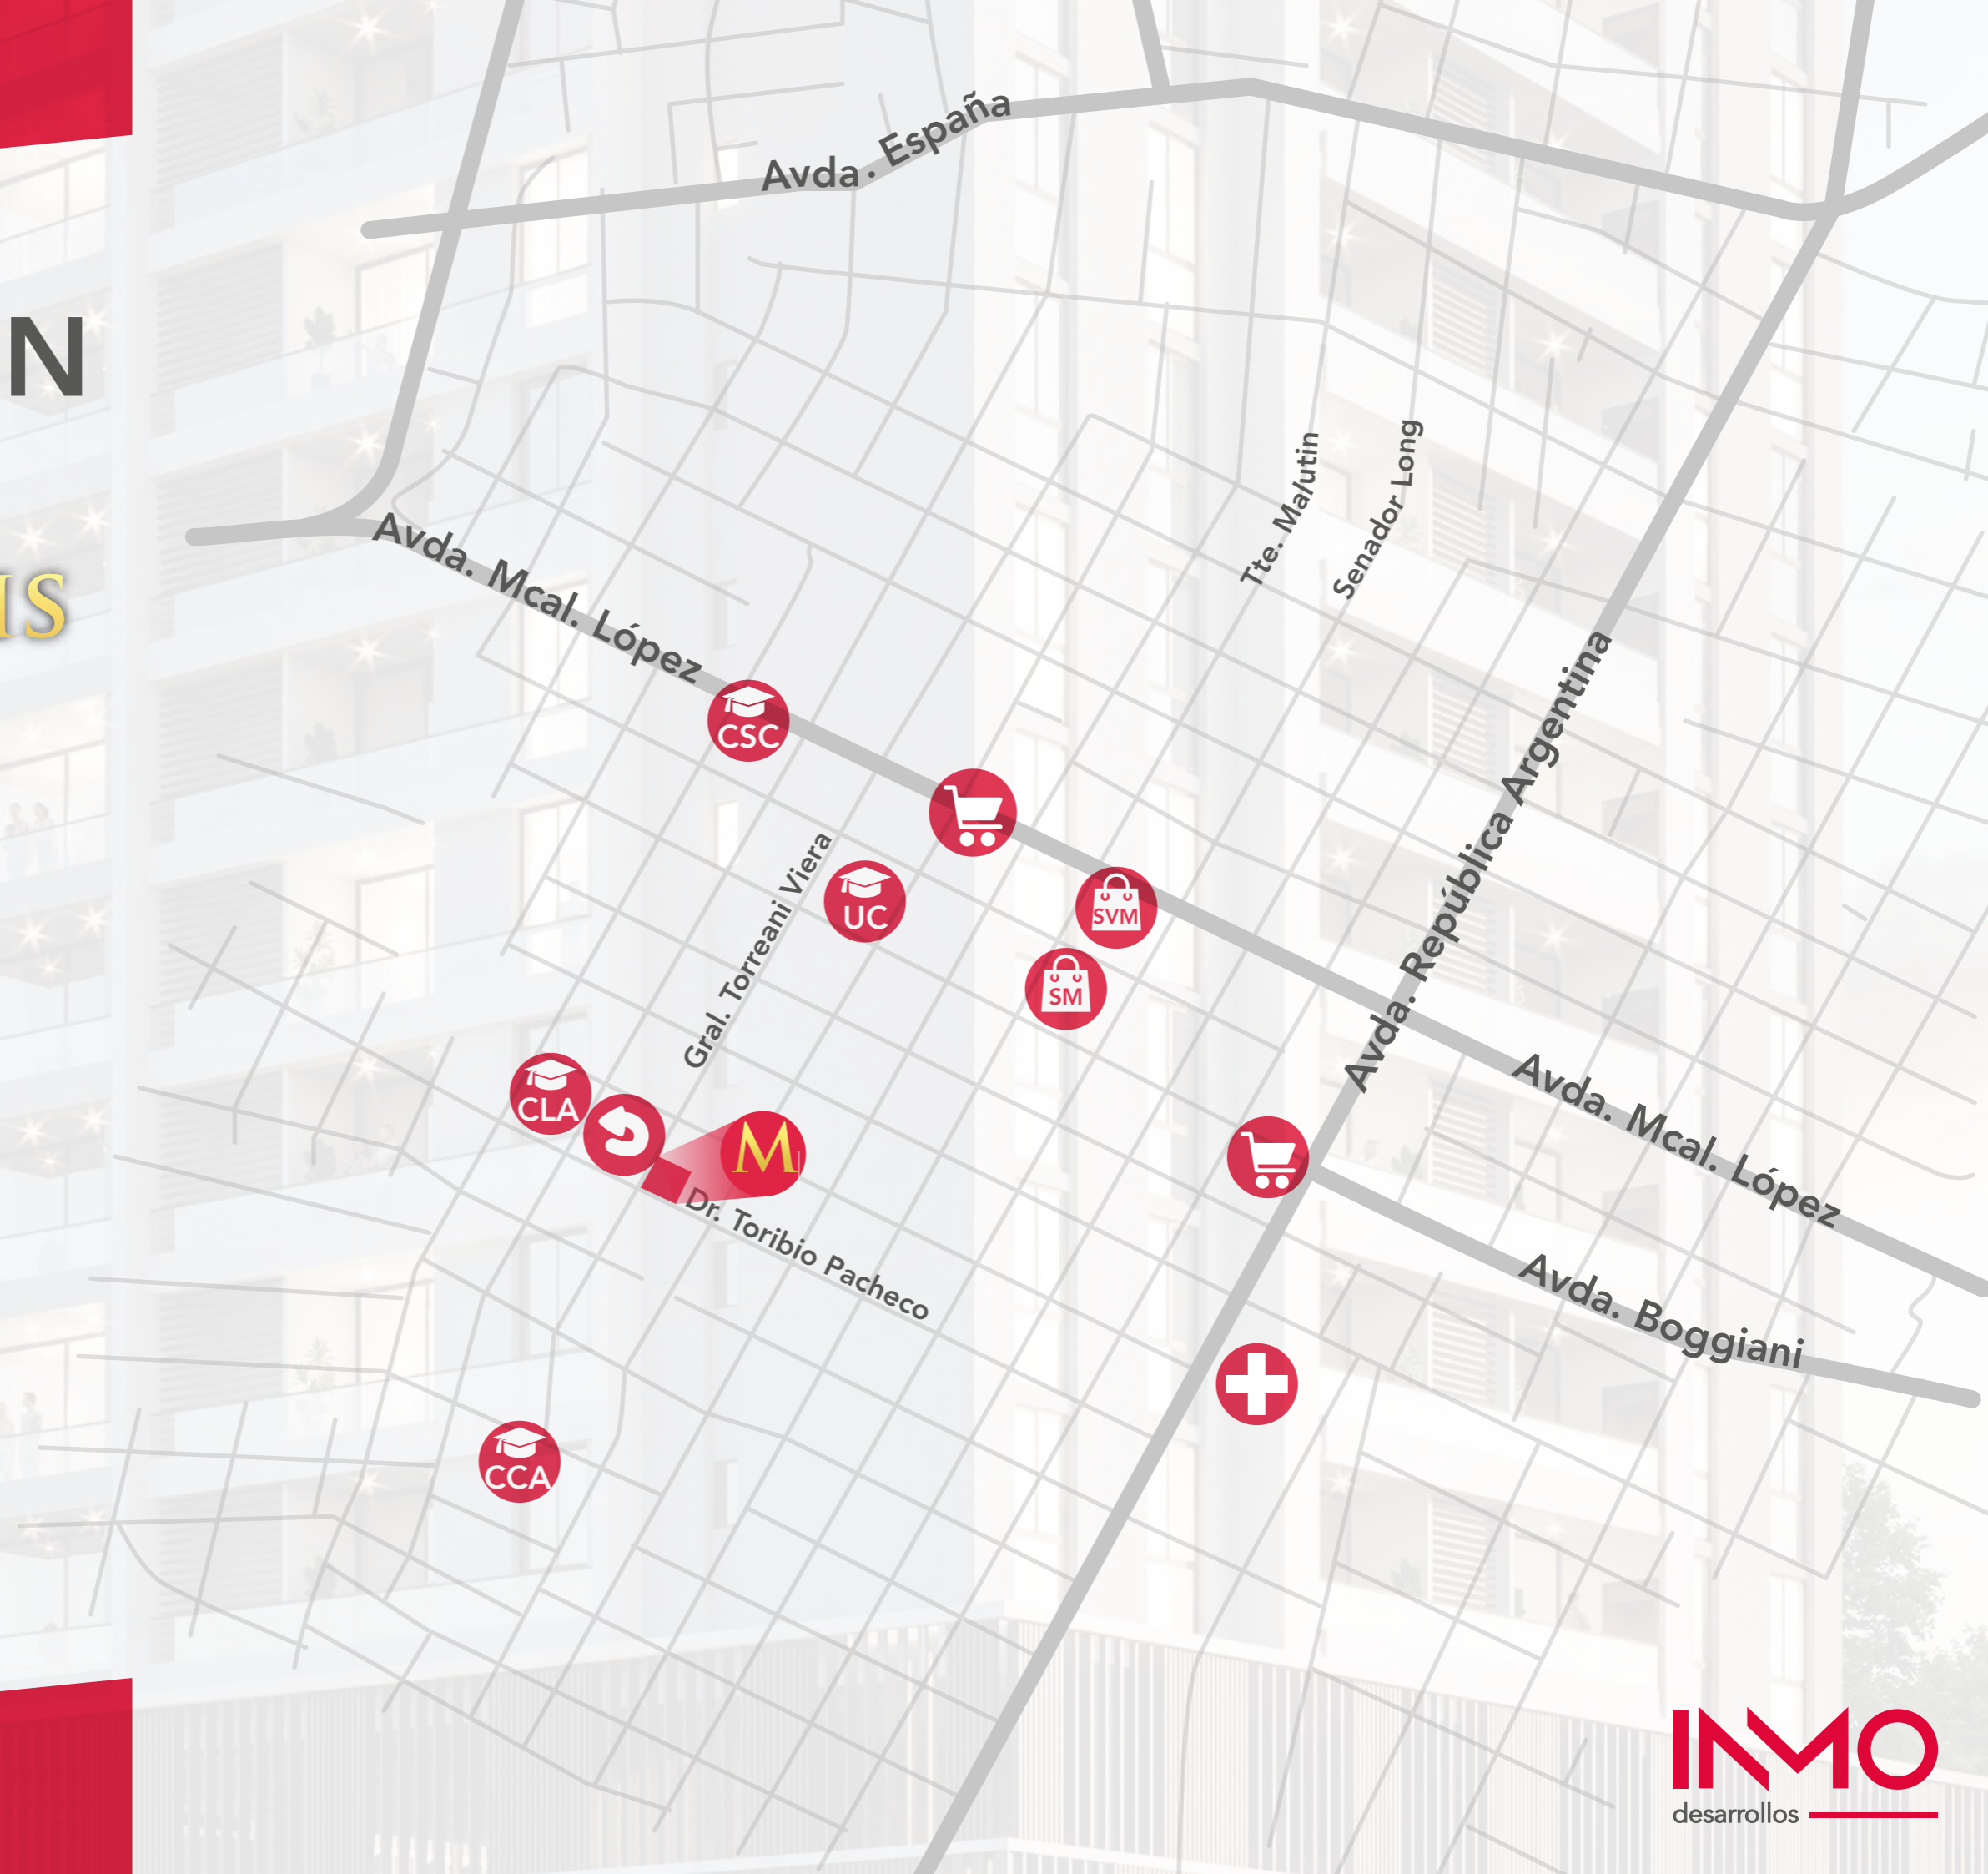 N
IS
Avda. España
Tte. Malutin
Senador Long
Avda. Mcal. López
CSC
Avda. República Argentina
Gral. Torreani Viera
UC
SVM
SM
CLA
M
Dr. Toribio Pacheco
Avda. Mcal. López
Avda. Boggiani
CCA
INMO
desarrollos